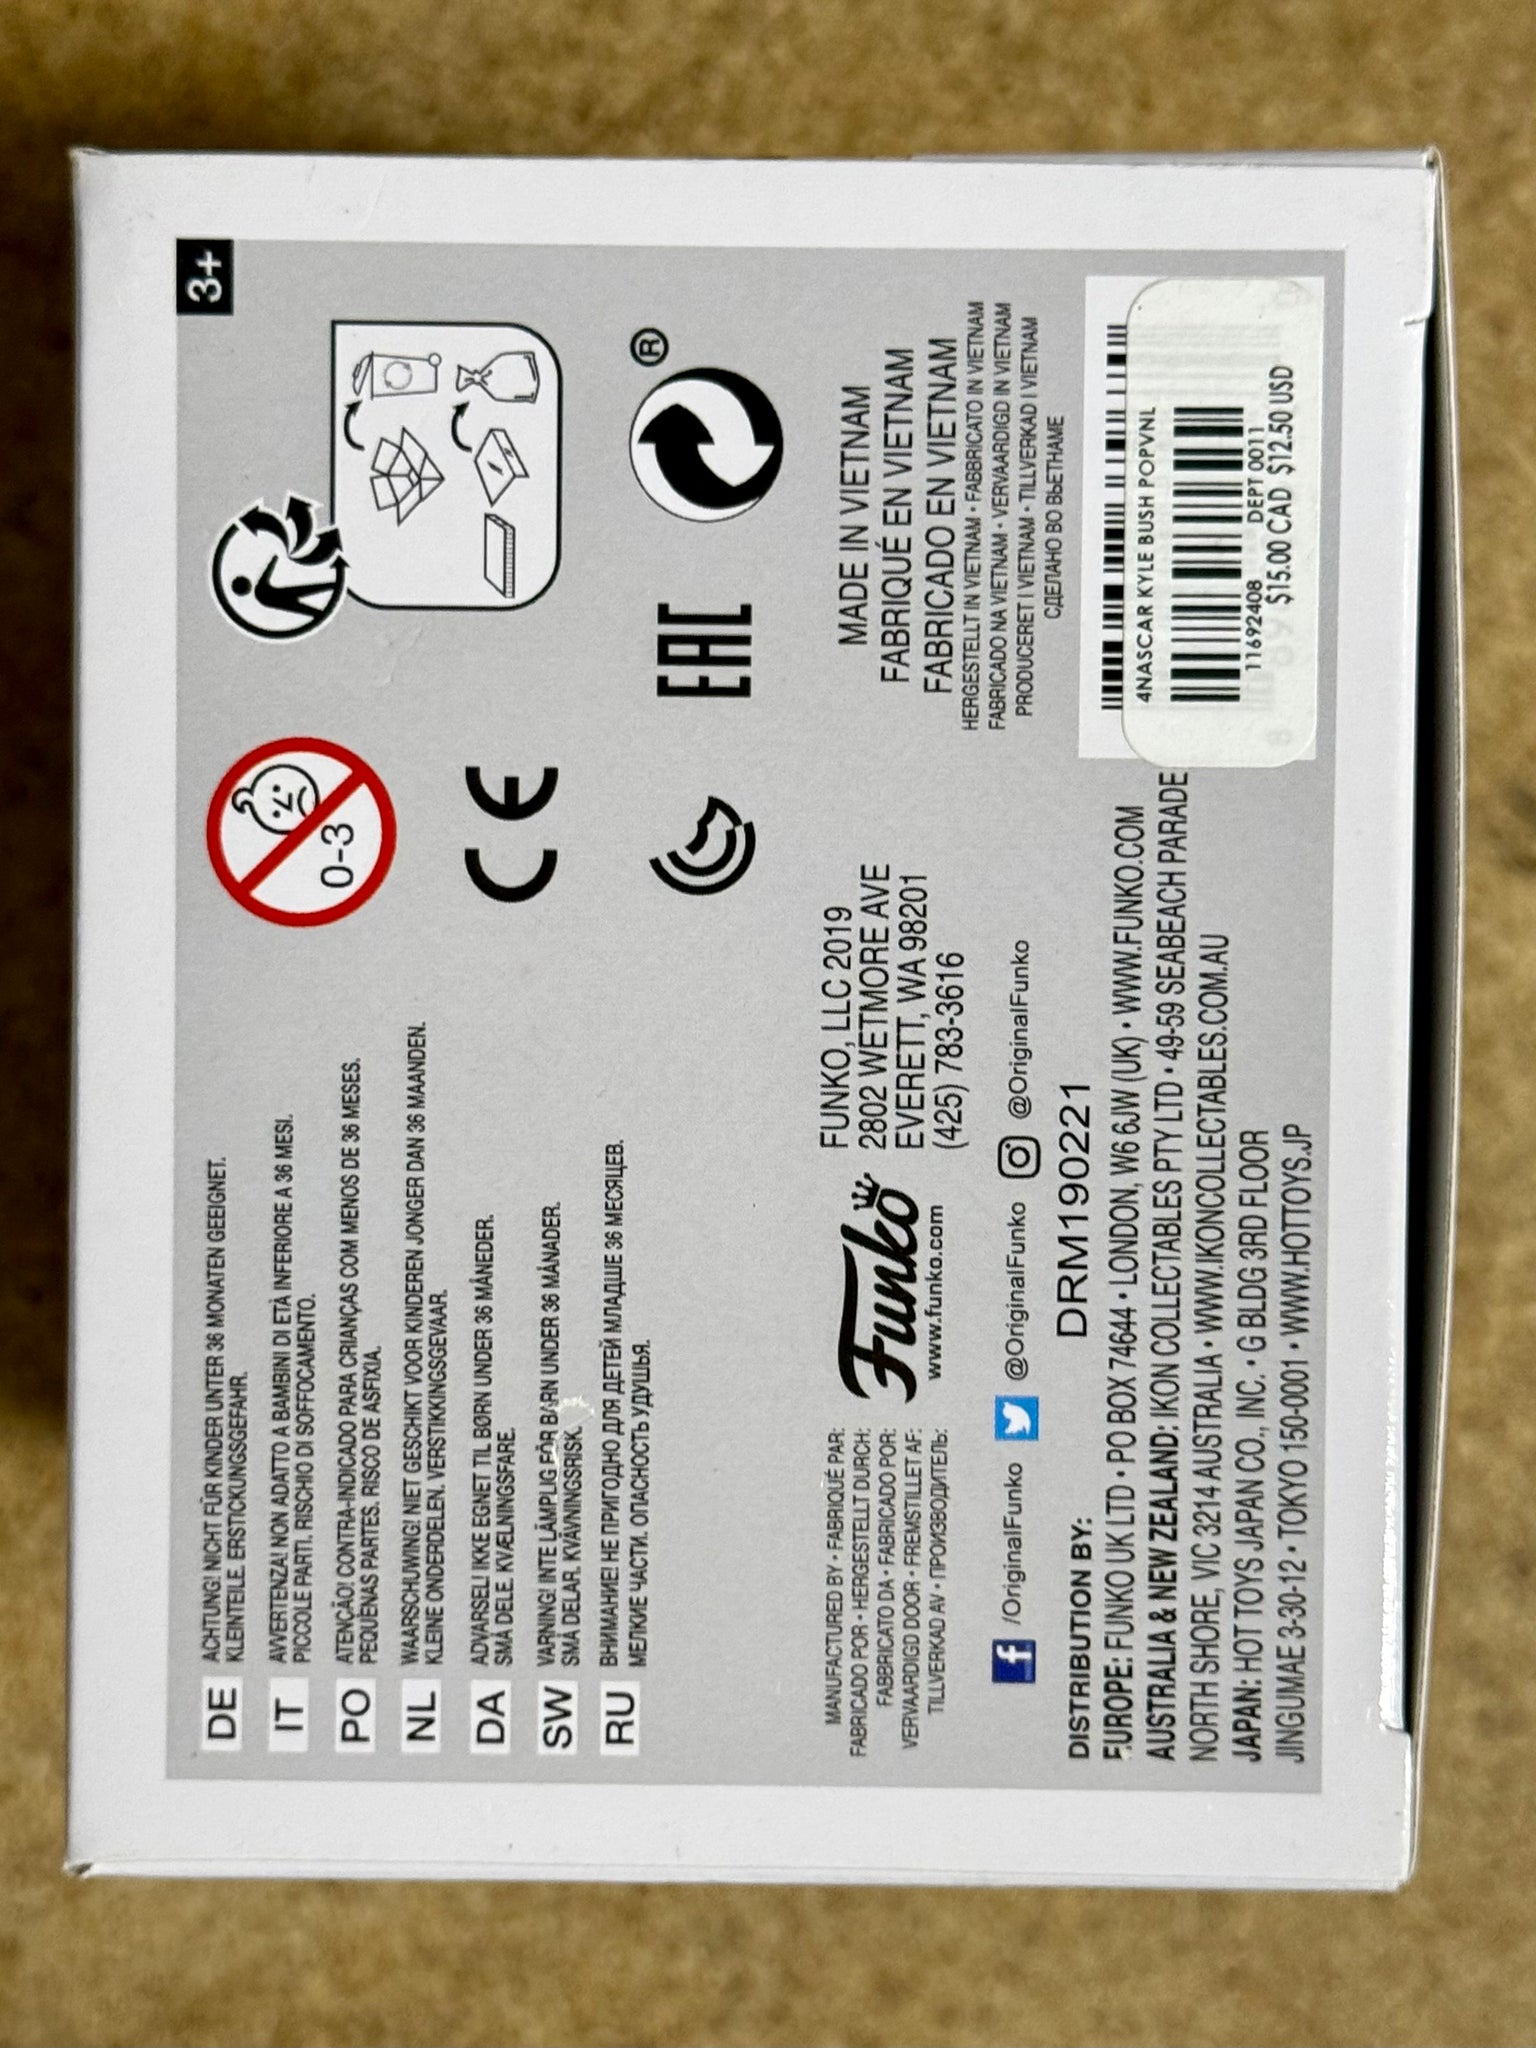 3+
DE
ACHTUNG! NICHT FÜR KINDER UNTER 36 MONATEN GEEIGNET.
KLEINTEILE. ERSTICKUNGSGEFAHR.
IT
AVVERTENZA! NON ADATTO A BAMBINI DI ETÀ INFERIORE A 36 MESI.
PICCOLE PARTI. RISCHIO DI SOFFOCAMENTO.
PO
ATENÇÃO! CONTRA-INDICADO PARA CRIANÇAS COM MENOS DE 36 MESES.
PEQUENAS PARTES. RISCO DE ASFIXIA.
NL
WAARSCHUWING! NIET GESCHIKT VOOR KINDEREN JONGER DAN 36 MAANDEN.
KLEINE ONDERDELEN. VERSTIKKINGSGEVAAR.
DA
ADVARSEL! IKKE EGNET TIL BØRN UNDER 36 MÅNEDER.
SMÅ DELE. KVÆLNINGSFARE.
SW
VARNING! INTE LÄMPLIG FÖR BARN UNDER 36 MÅNADER.
SMÅ DELAR. KVÄVNINGSRISK.
RU
ВНИМАНИЕ! НЕ ПРИГОДНО ДЛЯ ДЕТЕЙ МЛАДШЕ 36 МЕСЯЦЕВ.
МЕЛКИЕ ЧАСТИ. ОПАСНОСТЬ УДУШЬЯ.
0-3
CE
EAC
®
MANUFACTURED BY • FABRIQUÉ PAR:
FABRICADO POR • HERGESTELLT DURCH:
FABBRICATO DA • FABRICADO POR:
VERVAARDIGD DOOR • FREMSTILLET AF:
TILLVERKAD AV • ПРОИЗВОДИТЕЛЬ:
Funko
www.funko.com
FUNKO, LLC 2019
2802 WETMORE AVE
EVERETT, WA 98201
(425) 783-3616
/OriginalFunko @OriginalFunko @OriginalFunko
DRM190221
MADE IN VIETNAM
FABRIQUÉ EN VIETNAM
FABRICADO EN VIETNAM
HERGESTELLT IN VIETNAM • FABBRICATO IN VIETNAM
FABRICADO NA VIETNAM • VERVAARDIGD IN VIETNAM
PRODUCERET I VIETNAM • TILLVERKAD I VIETNAM
СДЕЛАНО ВО ВЬЕТНАМЕ
DISTRIBUTION BY:
EUROPE: FUNKO UK LTD • PO BOX 74644 • LONDON, W6 6JW (UK) • WWW.FUNKO.COM
AUSTRALIA & NEW ZEALAND: IKON COLLECTABLES PTY LTD • 49-59 SEABEACH PARADE
NORTH SHORE, VIC 3214 AUSTRALIA • WWW.IKONCOLLECTABLES.COM.AU
JAPAN: HOT TOYS JAPAN CO., INC. • G BLDG 3RD FLOOR
JINGUMAE 3-30-12 • TOKYO 150-0001 • WWW.HOTTOYS.JP
4NASCAR KYLE BUSH POPVNL
11692408 DEPT 0011
$15.00 CAD $12.50 USD